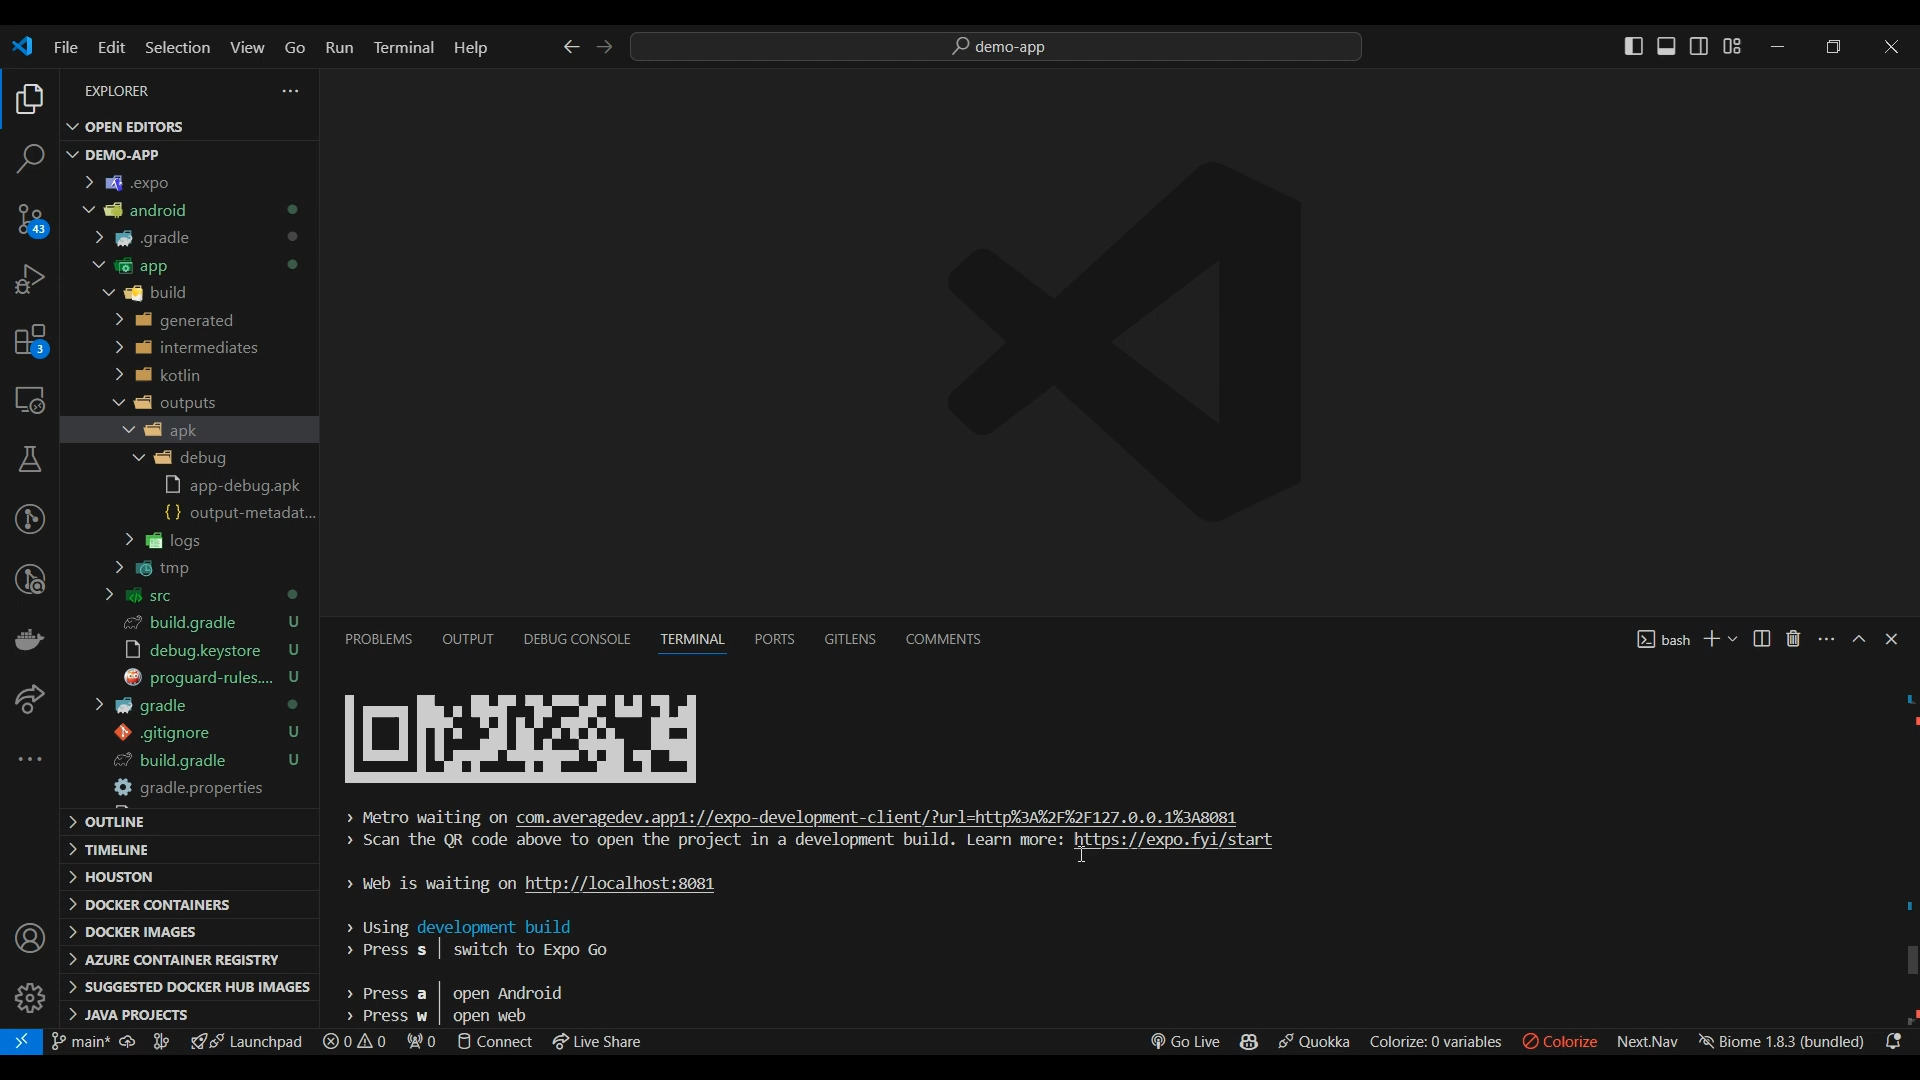 File Edit Selection View Go Run Terminal Help
demo-app
EXPLORER
OPEN EDITORS
DEMO-APP
.expo
android
.gradle
app
build
generated
intermediates
kotlin
outputs
apk
debug
app-debug.apk
{} output-metadat...
logs
tmp
src
build.gradle U
debug.keystore U
proguard-rules.... U
gradle
.gitignore U
build.gradle U
gradle.properties
OUTLINE
TIMELINE
HOUSTON
DOCKER CONTAINERS
DOCKER IMAGES
AZURE CONTAINER REGISTRY
SUGGESTED DOCKER HUB IMAGES
JAVA PROJECTS
43
3
PROBLEMS OUTPUT DEBUG CONSOLE TERMINAL PORTS GITLENS COMMENTS
bash
› Metro waiting on com.averagedev.app1://expo-development-client/?url=http%3A%2F%2F127.0.0.1%3A8081
› Scan the QR code above to open the project in a development build. Learn more: https://expo.fyi/start
› Web is waiting on http://localhost:8081
› Using development build
› Press s │ switch to Expo Go
› Press a │ open Android
› Press w │ open web
main* Launchpad 0 0 0 Connect Live Share Go Live Quokka Colorize: 0 variables Colorize Next.Nav Biome 1.8.3 (bundled)